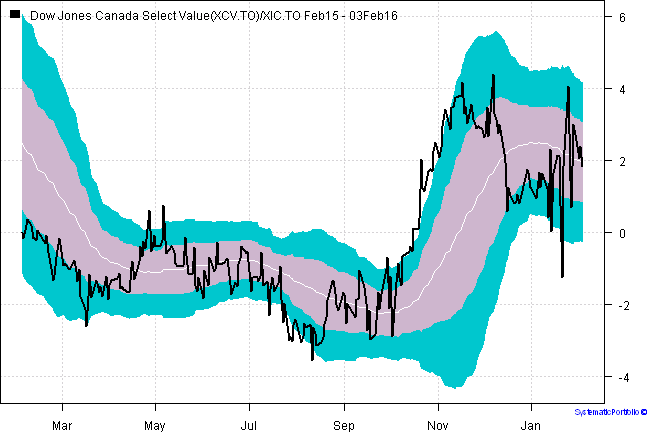 Dow Jones Canada Select Value(XCV.TO)/XIC.TO Feb15 - 03Feb16
6
4
2
0
-2
-4
Mar May Jul Sep Nov Jan
SystematicPortfolio ©